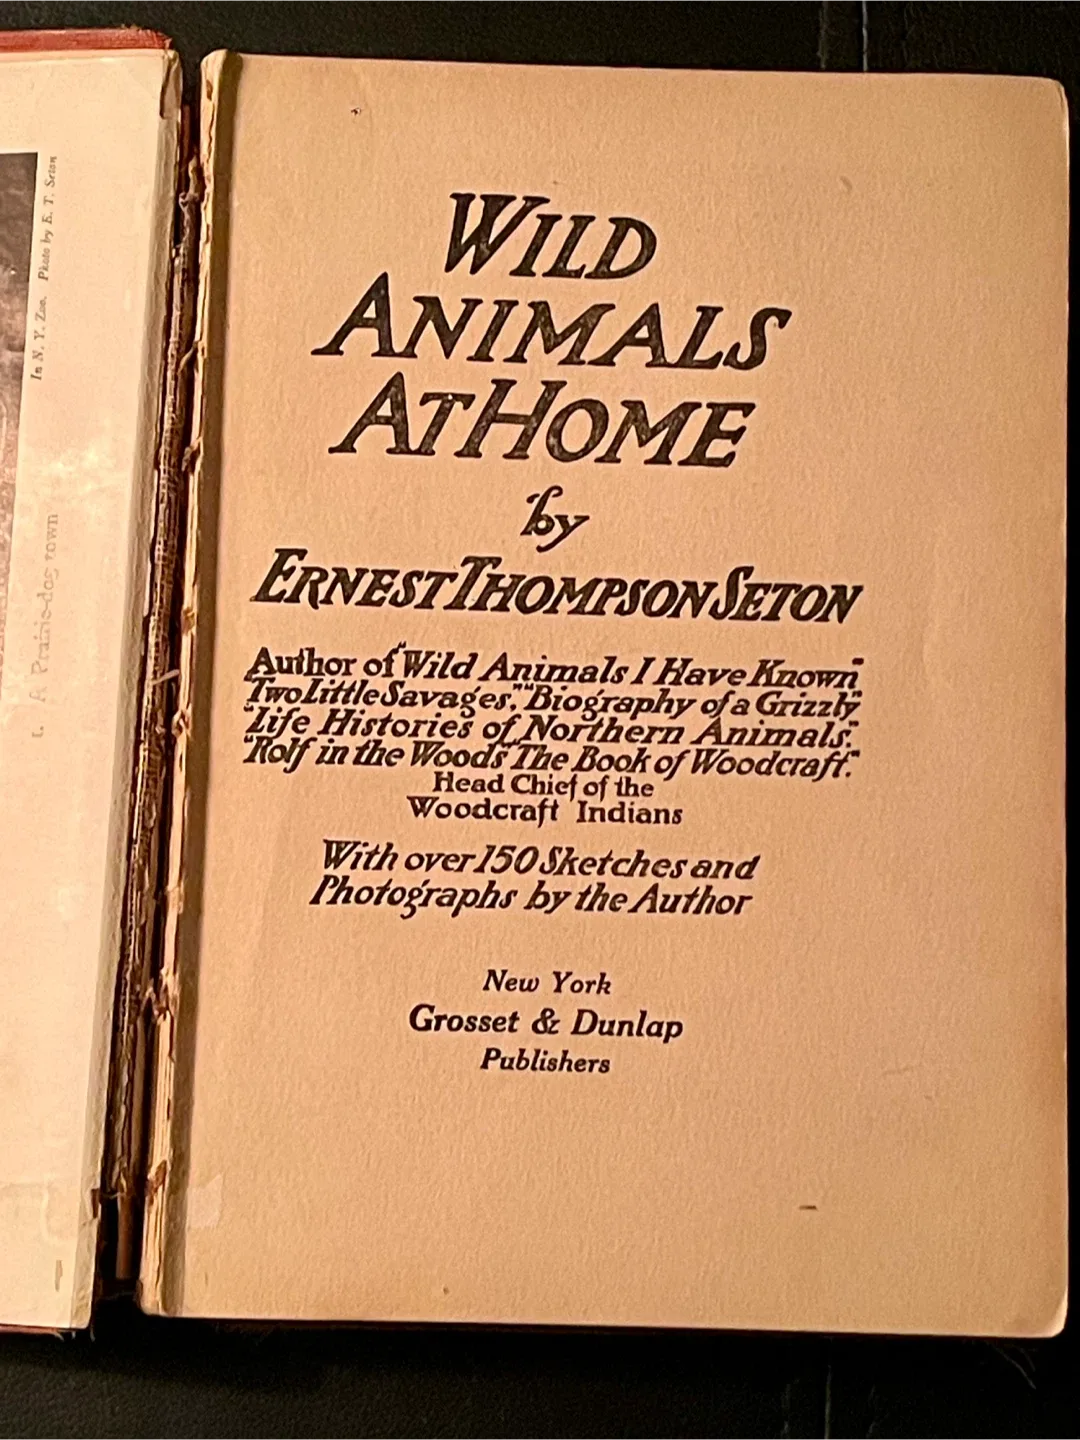 In N. Y. Zoo. Photo by E. T. Seton
A Prairie-dog town
WILD
ANIMALS
AT HOME
by
ERNEST THOMPSON SETON
Author of "Wild Animals I Have Known"
"Two Little Savages," "Biography of a Grizzly"
"Life Histories of Northern Animals."
"Rolf in the Woods" The Book of Woodcraft."
Head Chief of the
Woodcraft Indians
With over 150 Sketches and
Photographs by the Author
New York
Grosset & Dunlap
Publishers